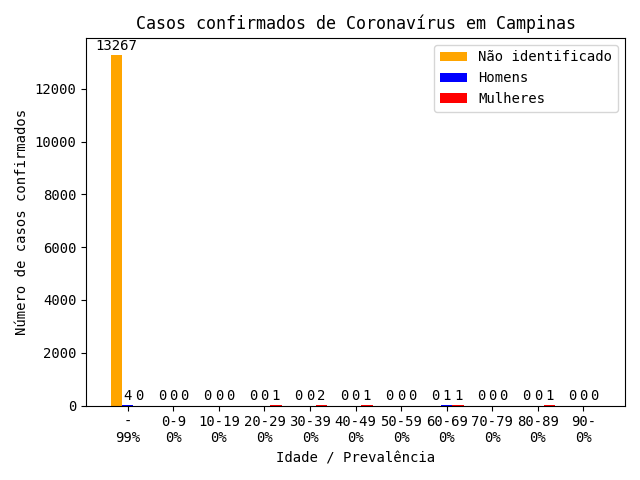 Casos confirmados de Coronavírus em Campinas
13267
Não identificado
Homens
Mulheres
12000
10000
8000
6000
4000
2000
0
Número de casos confirmados
4 0 0 0 0 0 0 0 0 0 1 0 0 2 0 0 1 0 0 0 0 1 1 0 0 0 0 0 1 0 0 0
- 0-9 10-19 20-29 30-39 40-49 50-59 60-69 70-79 80-89 90-
99% 0% 0% 0% 0% 0% 0% 0% 0% 0% 0%
Idade / Prevalência